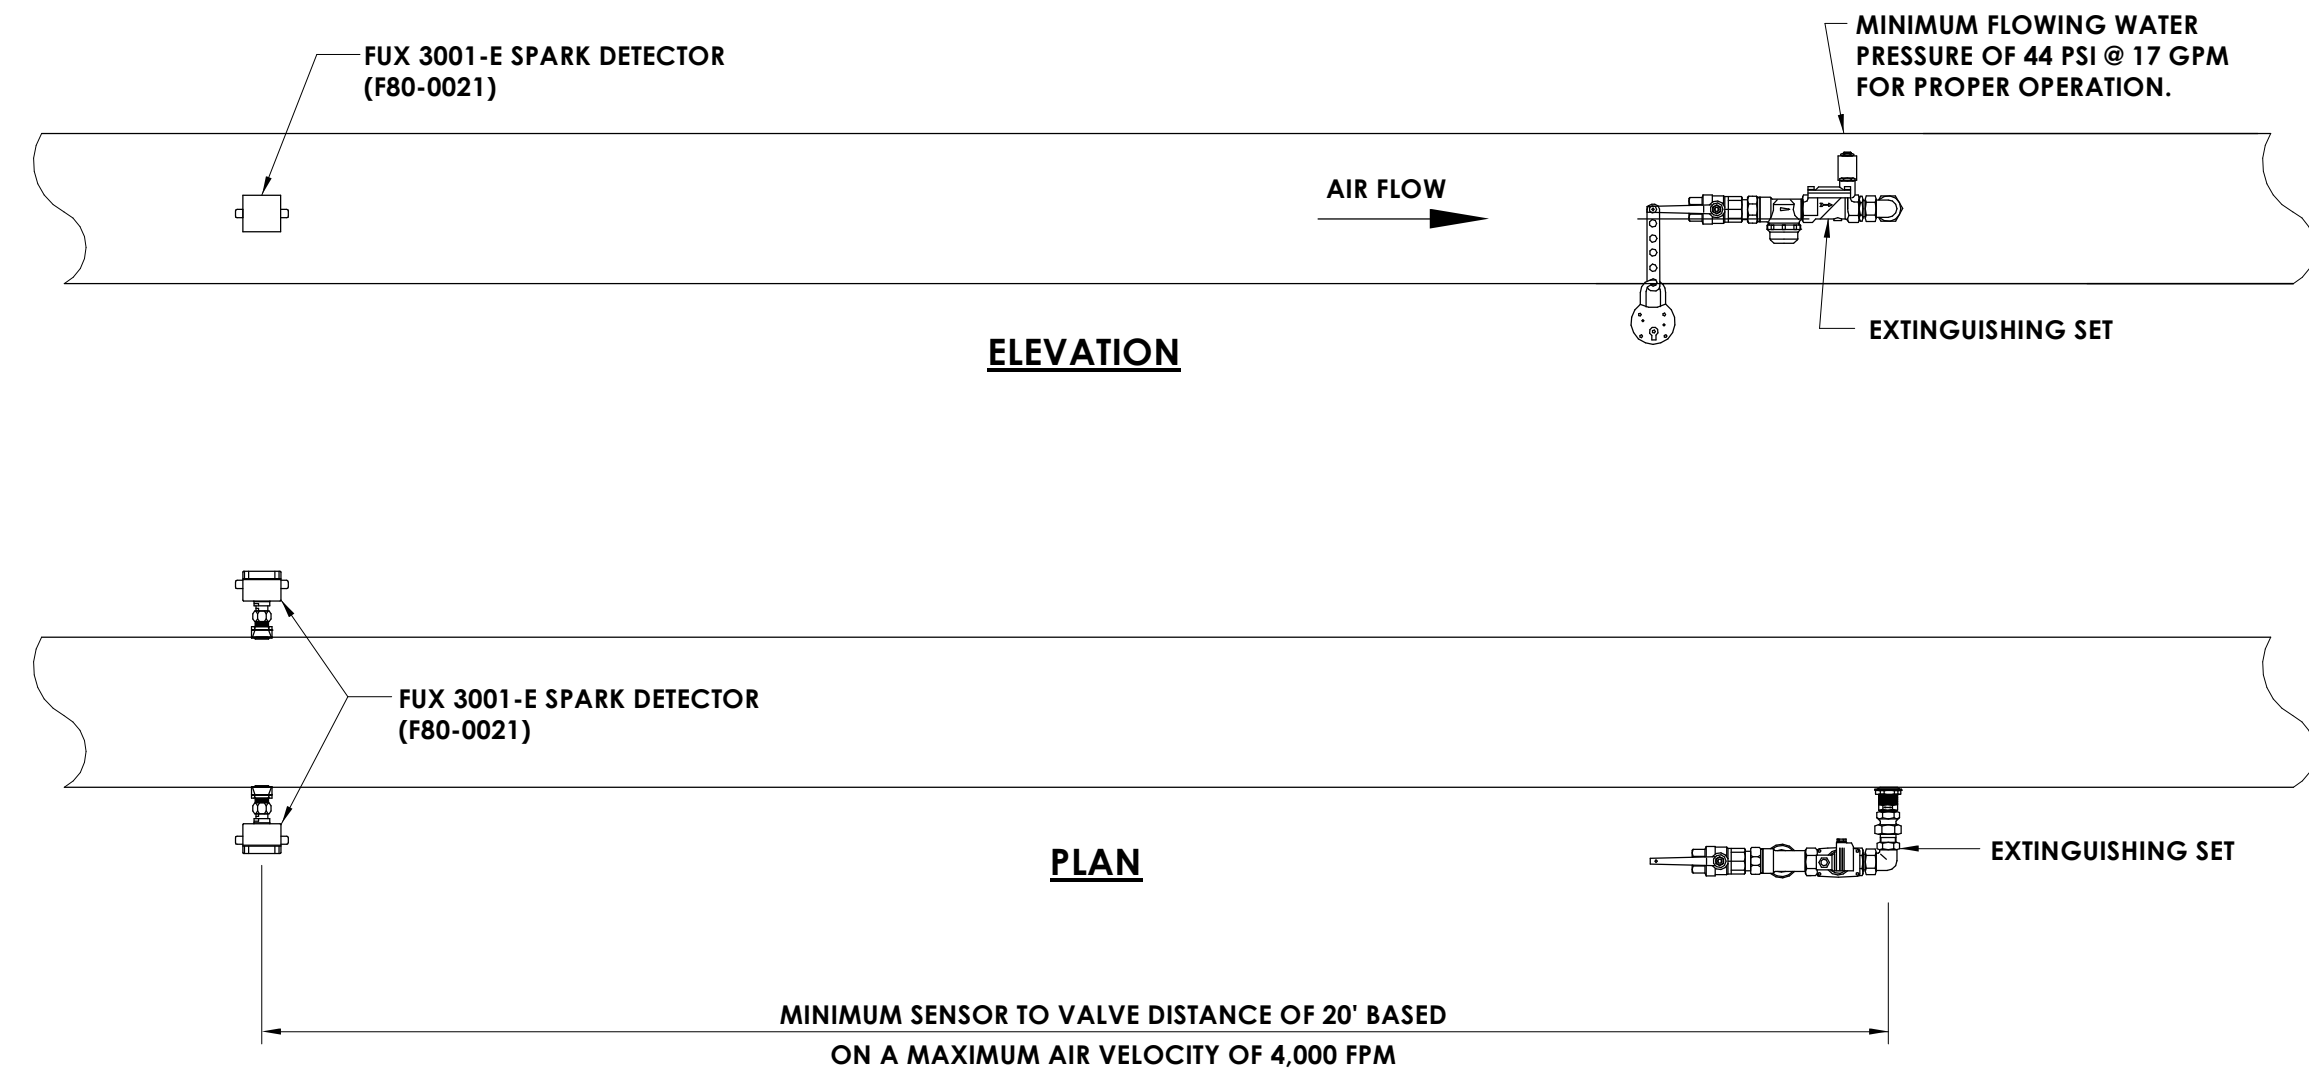 FUX 3001-E SPARK DETECTOR
(F80-0021)
MINIMUM FLOWING WATER
PRESSURE OF 44 PSI @ 17 GPM
FOR PROPER OPERATION.
AIR FLOW
EXTINGUISHING SET
ELEVATION
FUX 3001-E SPARK DETECTOR
(F80-0021)
PLAN
EXTINGUISHING SET
MINIMUM SENSOR TO VALVE DISTANCE OF 20' BASED
ON A MAXIMUM AIR VELOCITY OF 4,000 FPM